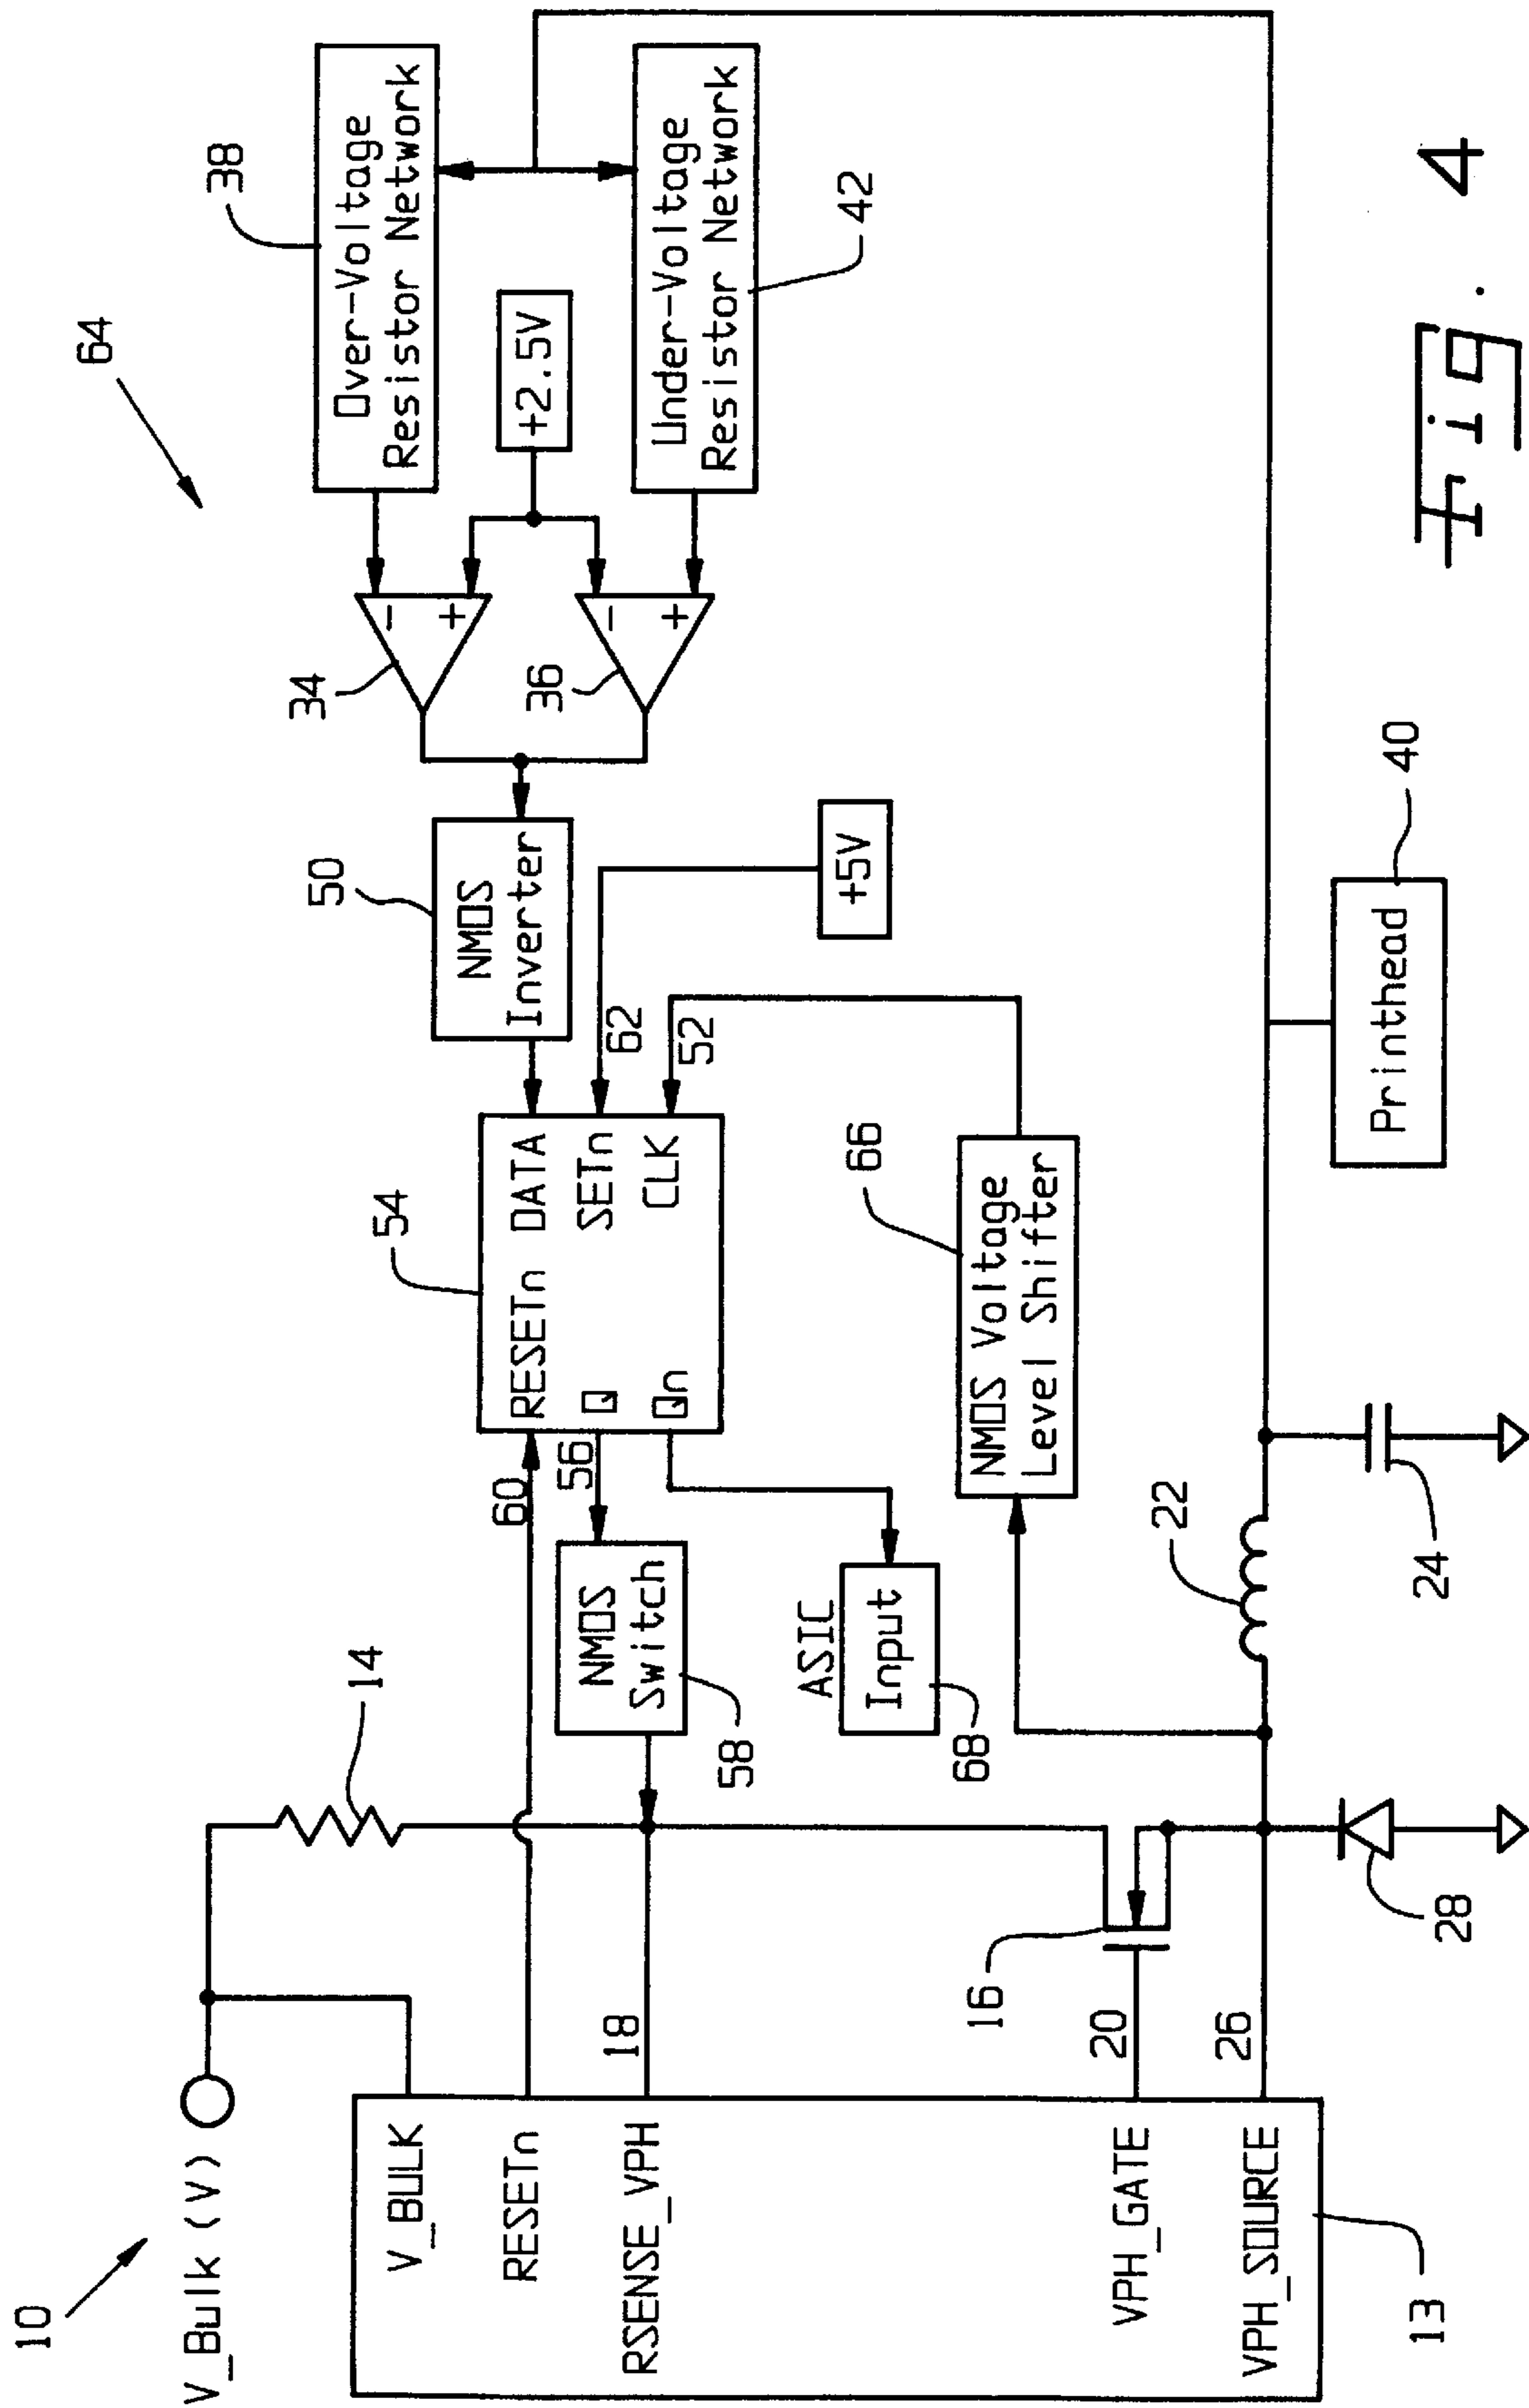 10
V_Bulk (V)
V_BULK
RESETn
RSENSE_VPH
VPH_GATE
VPH_SOURCE
13
18
20
26
14
16
28
60
56
NMOS
Switch
58
ASIC
Input
68
54
RESETn DATA
Q SETn
Qn CLK
62
52
66
NMOS Voltage
Level Shifter
22
24
50
NMOS
Inverter
+5V
34
36
-
+
-
+
64
38
Over-Voltage
Resistor Network
+2.5V
Under-Voltage
Resistor Network
42
Printhead
40
Fig. 4